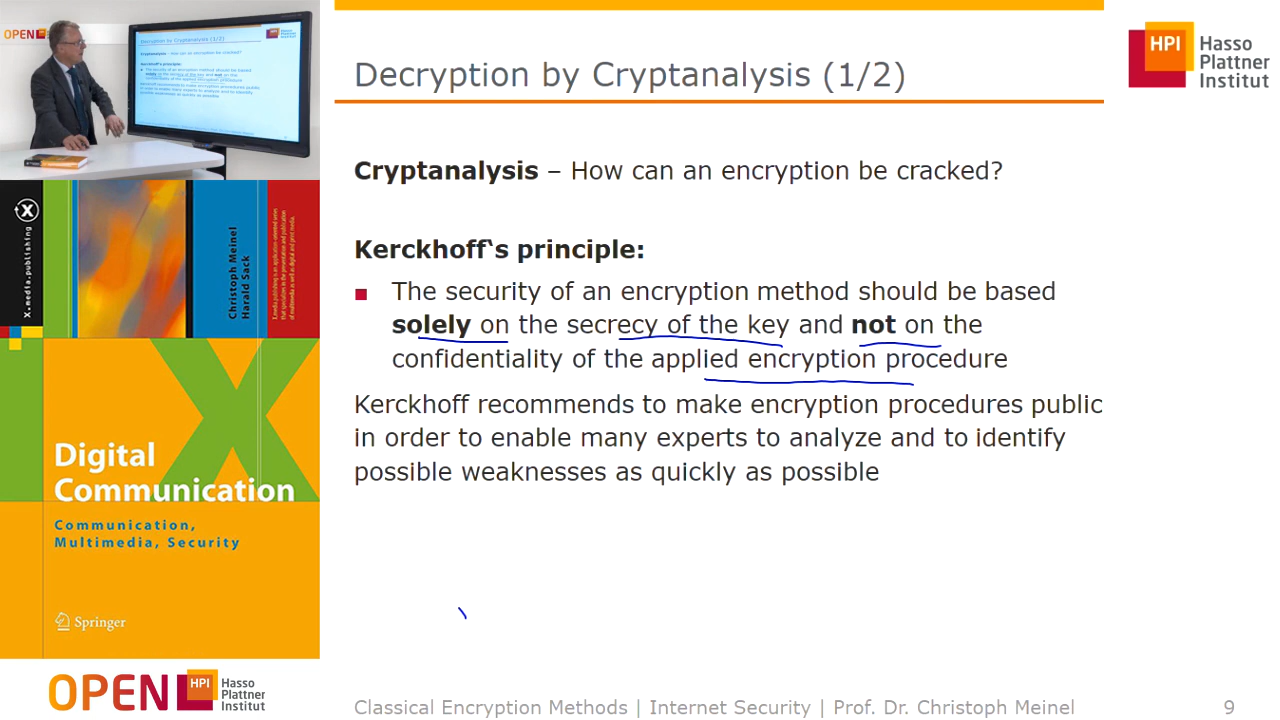 OPEN
Decryption by Cryptanalysis (1/2)
HPI Hasso
Plattner
Institut
Cryptanalysis – How can an encryption be cracked?
Kerckhoff‘s principle:
The security of an encryption method should be based
solely on the secrecy of the key and not on the
confidentiality of the applied encryption procedure
Kerckhoff recommends to make encryption procedures public
in order to enable many experts to analyze and to identify
possible weaknesses as quickly as possible
X.media.publishing
Christoph Meinel
Harald Sack
Digital
Communication
Communication,
Multimedia, Security
Springer
OPEN HPI Hasso
Plattner
Institut
Classical Encryption Methods | Internet Security | Prof. Dr. Christoph Meinel
9